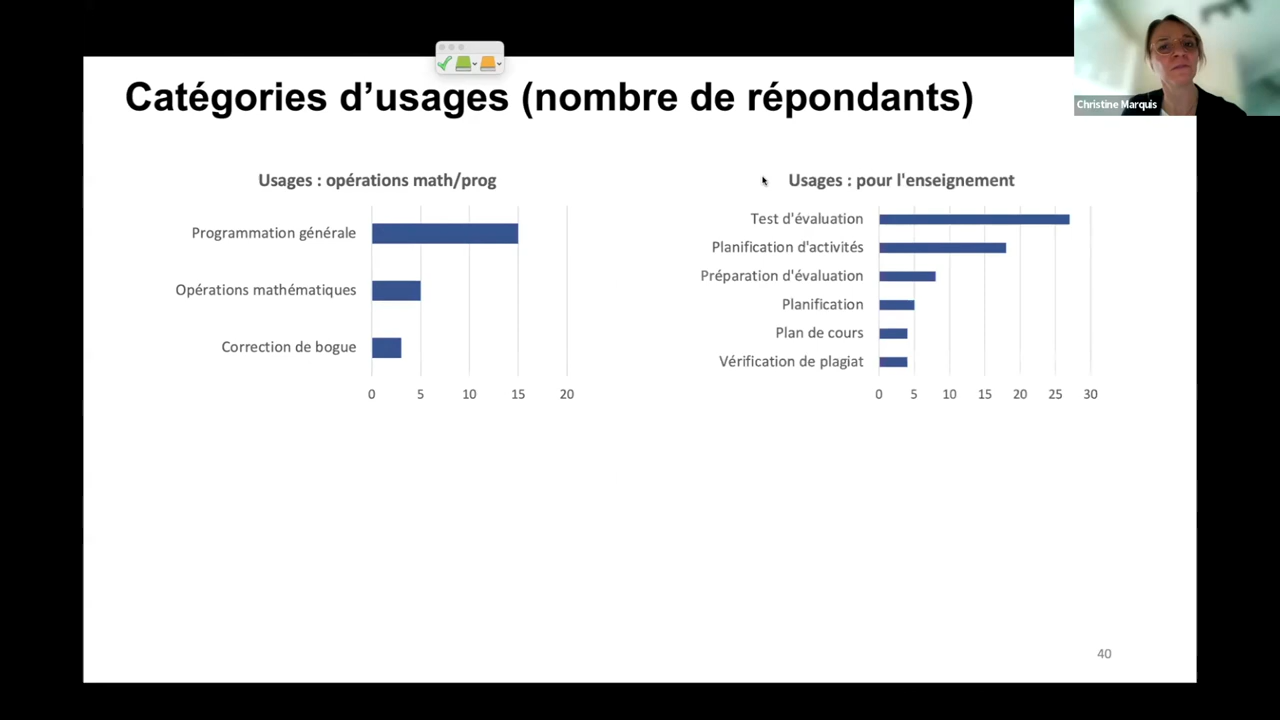 Catégories d’usages (nombre de répondants)
Christine Marquis
Usages : opérations math/prog
Programmation générale
Opérations mathématiques
Correction de bogue
0 5 10 15 20
Usages : pour l'enseignement
Test d'évaluation
Planification d'activités
Préparation d'évaluation
Planification
Plan de cours
Vérification de plagiat
0 5 10 15 20 25 30
40